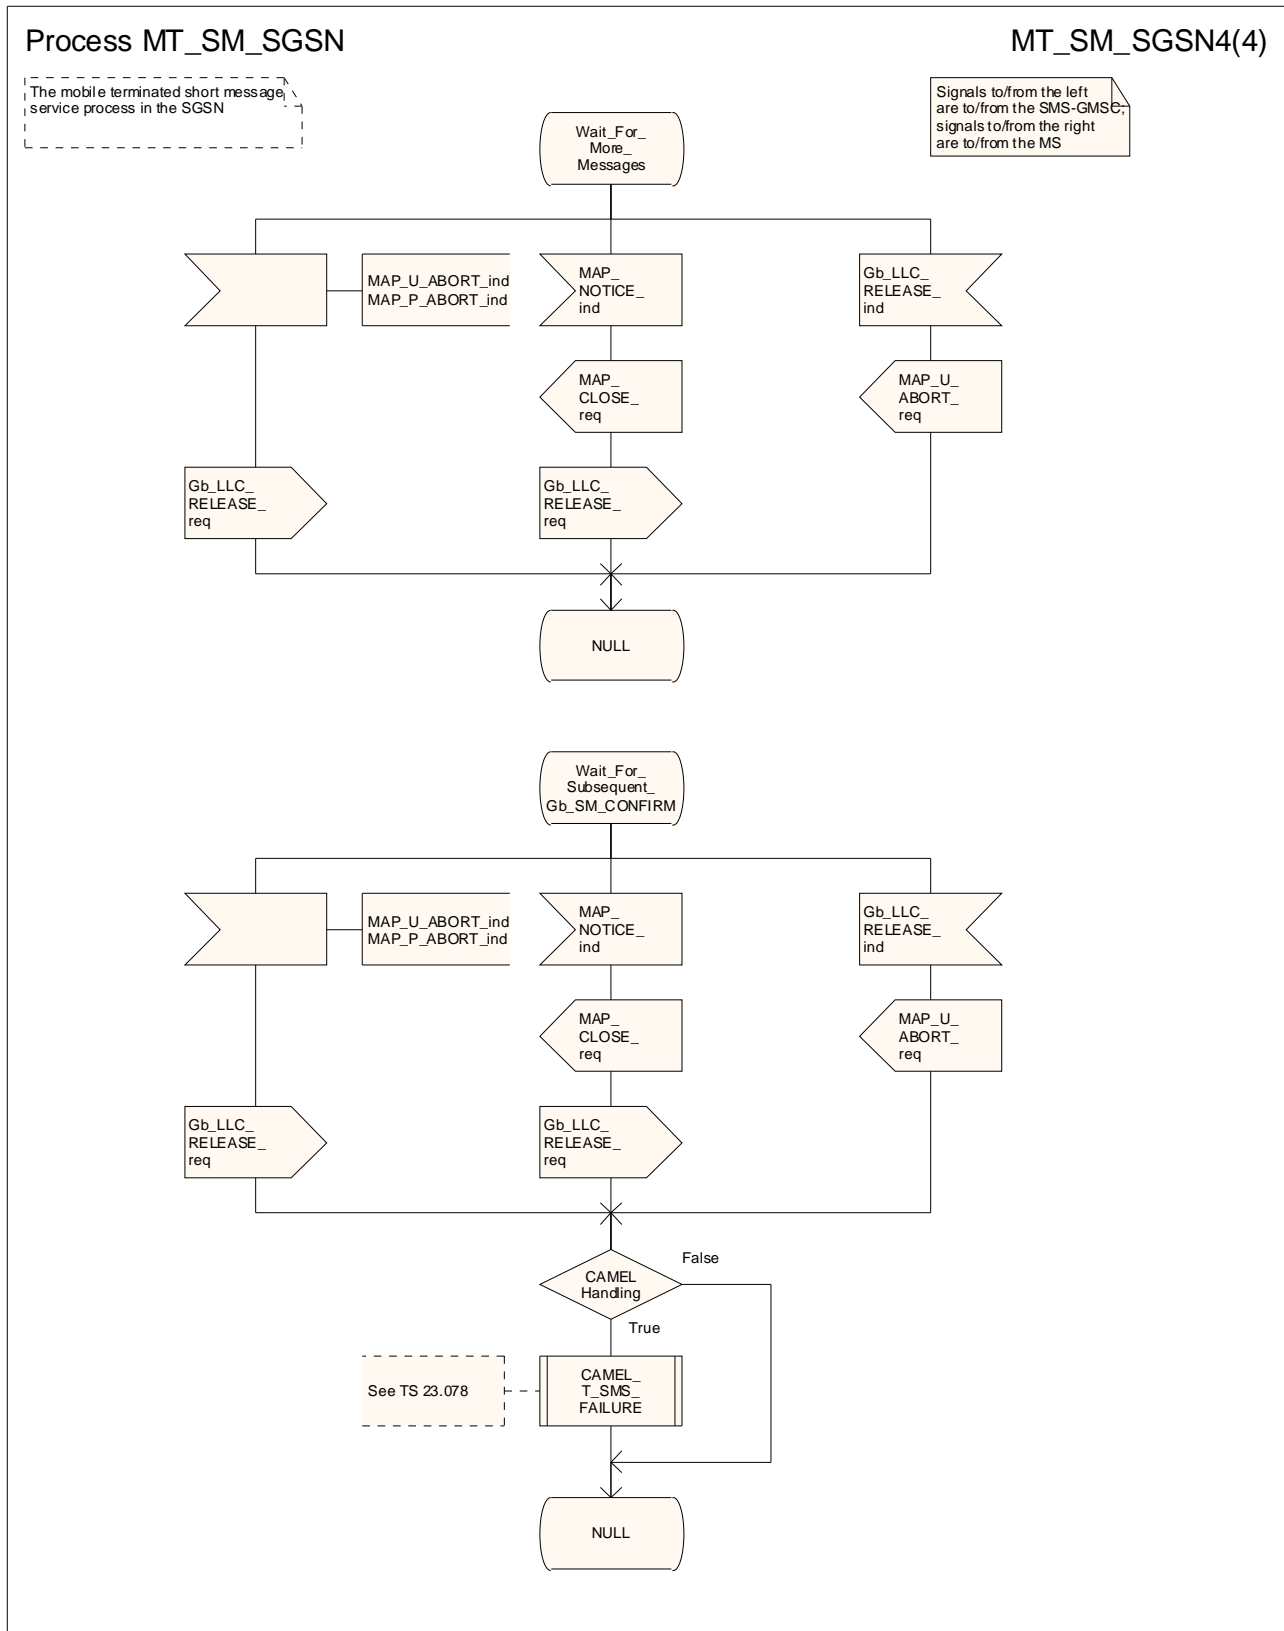 Process MT_SM_SGSN
MT_SM_SGSN4(4)
The mobile terminated short message
service process in the SGSN
Signals to/from the left
are to/from the SMS-GMSC;
signals to/from the right
are to/from the MS
Wait_For_
More_
Messages
MAP_U_ABORT_ind
MAP_P_ABORT_ind
MAP_
NOTICE_
ind
Gb_LLC_
RELEASE_
ind
MAP_
CLOSE_
req
MAP_U_
ABORT_
req
Gb_LLC_
RELEASE_
req
Gb_LLC_
RELEASE_
req
NULL
Wait_For_
Subsequent_
Gb_SM_CONFIRM
MAP_U_ABORT_ind
MAP_P_ABORT_ind
MAP_
NOTICE_
ind
Gb_LLC_
RELEASE_
ind
MAP_
CLOSE_
req
MAP_U_
ABORT_
req
Gb_LLC_
RELEASE_
req
Gb_LLC_
RELEASE_
req
False
CAMEL
Handling
True
See TS 23.078
CAMEL_
T_SMS_
FAILURE
NULL